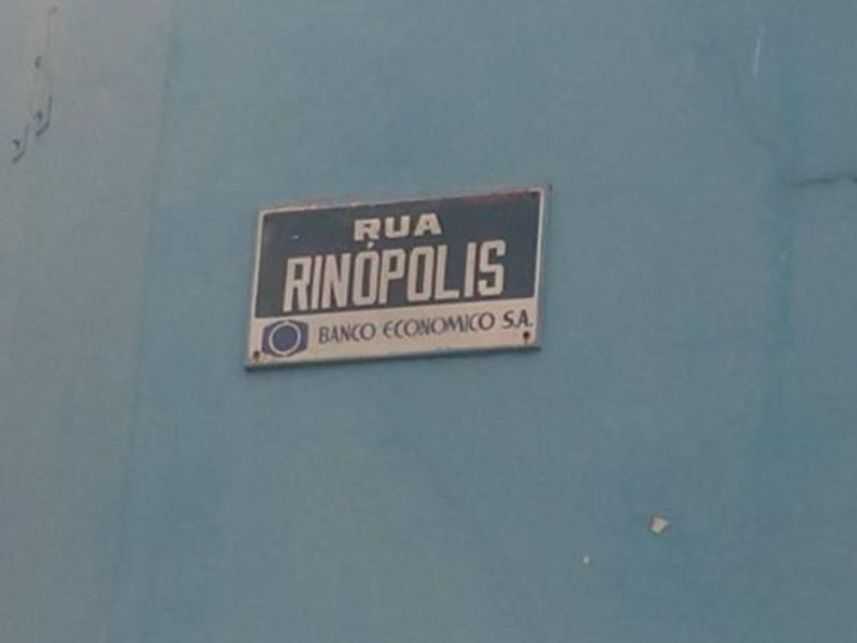 RUA
RINÓPOLIS
BANCO ECONOMICO S.A.